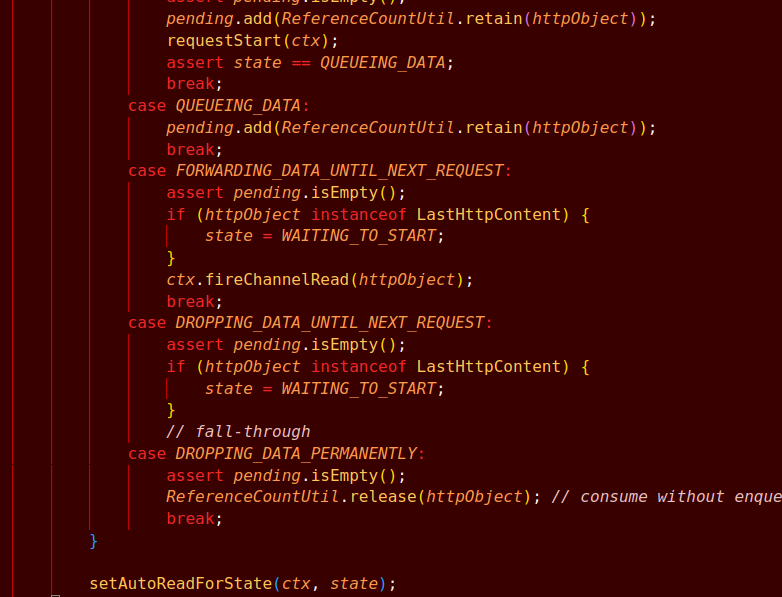 assert pending.isEmpty();
pending.add(ReferenceCountUtil.retain(httpObject));
requestStart(ctx);
assert state == QUEUEING_DATA;
break;
case QUEUEING_DATA:
pending.add(ReferenceCountUtil.retain(httpObject));
break;
case FORWARDING_DATA_UNTIL_NEXT_REQUEST:
assert pending.isEmpty();
if (httpObject instanceof LastHttpContent) {
state = WAITING_TO_START;
}
ctx.fireChannelRead(httpObject);
break;
case DROPPING_DATA_UNTIL_NEXT_REQUEST:
assert pending.isEmpty();
if (httpObject instanceof LastHttpContent) {
state = WAITING_TO_START;
}
// fall-through
case DROPPING_DATA_PERMANENTLY:
assert pending.isEmpty();
ReferenceCountUtil.release(httpObject); // consume without enque
break;
}
setAutoReadForState(ctx, state);